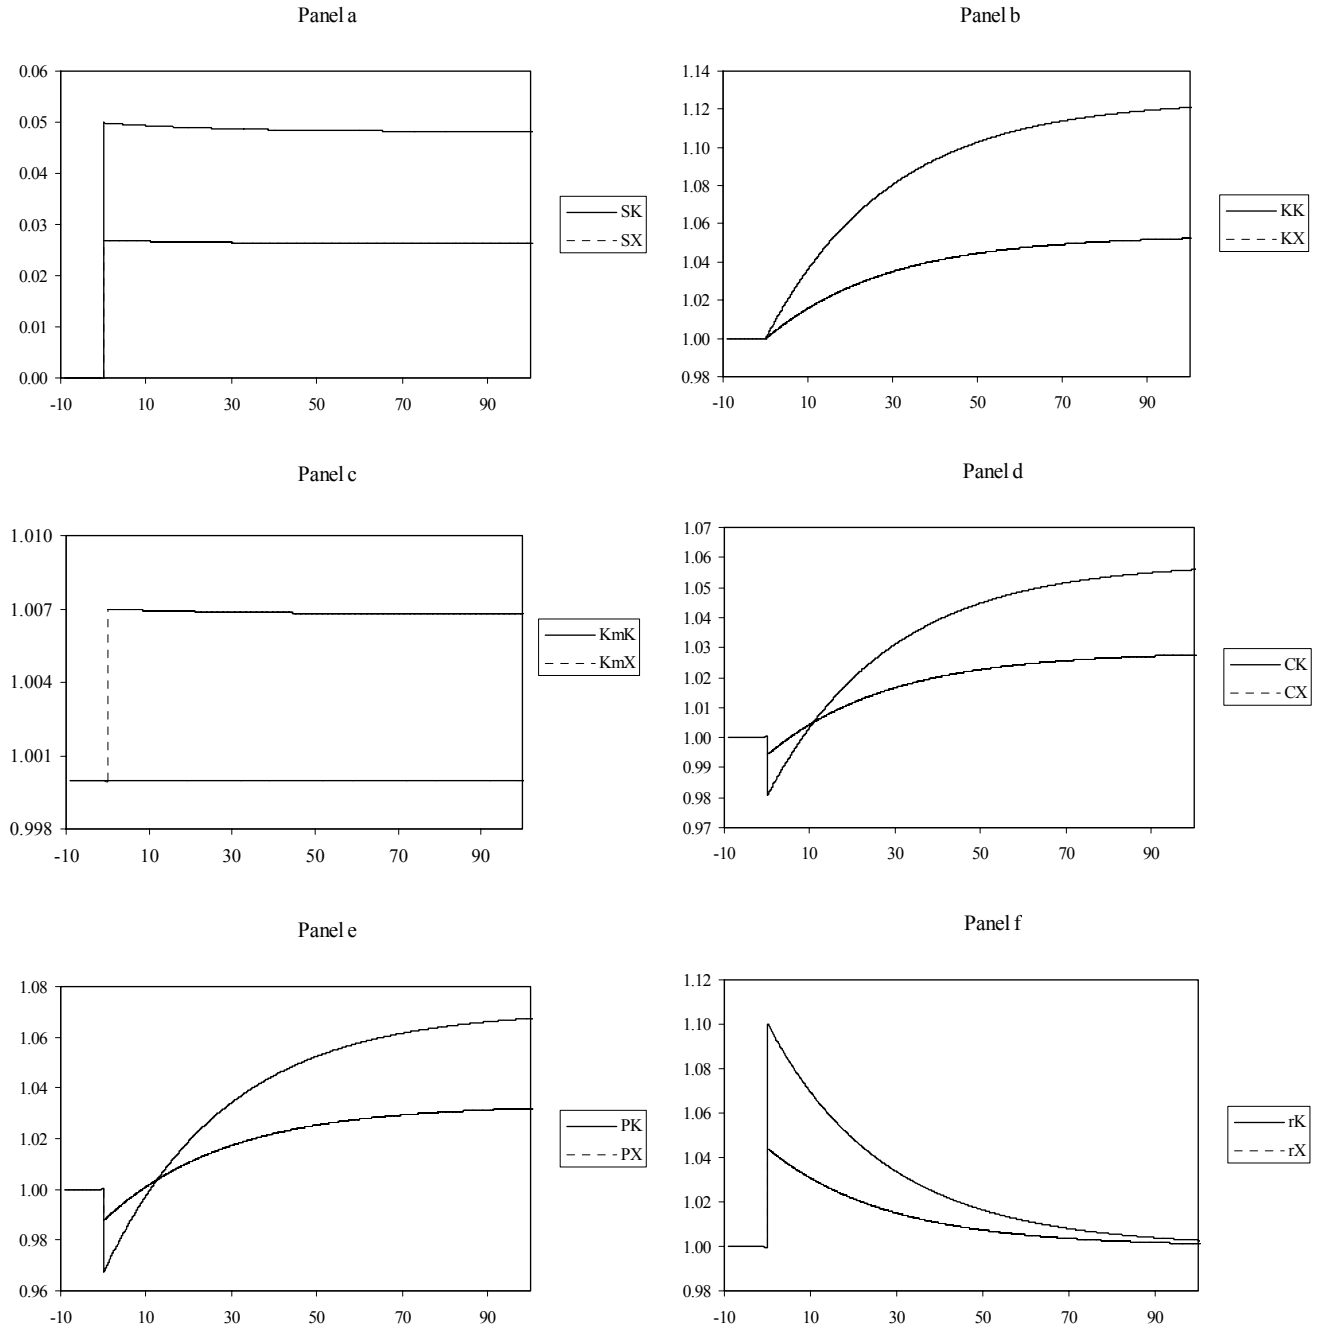 Panel a
0.06
0.05
0.04
0.03
0.02
0.01
0.00
-10 10 30 50 70 90
SK
SX
Panel b
1.14
1.12
1.10
1.08
1.06
1.04
1.02
1.00
0.98
-10 10 30 50 70 90
KK
KX
Panel c
1.010
1.007
1.004
1.001
0.998
-10 10 30 50 70 90
KmK
KmX
Panel d
1.07
1.06
1.05
1.04
1.03
1.02
1.01
1.00
0.99
0.98
0.97
-10 10 30 50 70 90
CK
CX
Panel e
1.08
1.06
1.04
1.02
1.00
0.98
0.96
-10 10 30 50 70 90
PK
PX
Panel f
1.12
1.10
1.08
1.06
1.04
1.02
1.00
0.98
-10 10 30 50 70 90
rK
rX